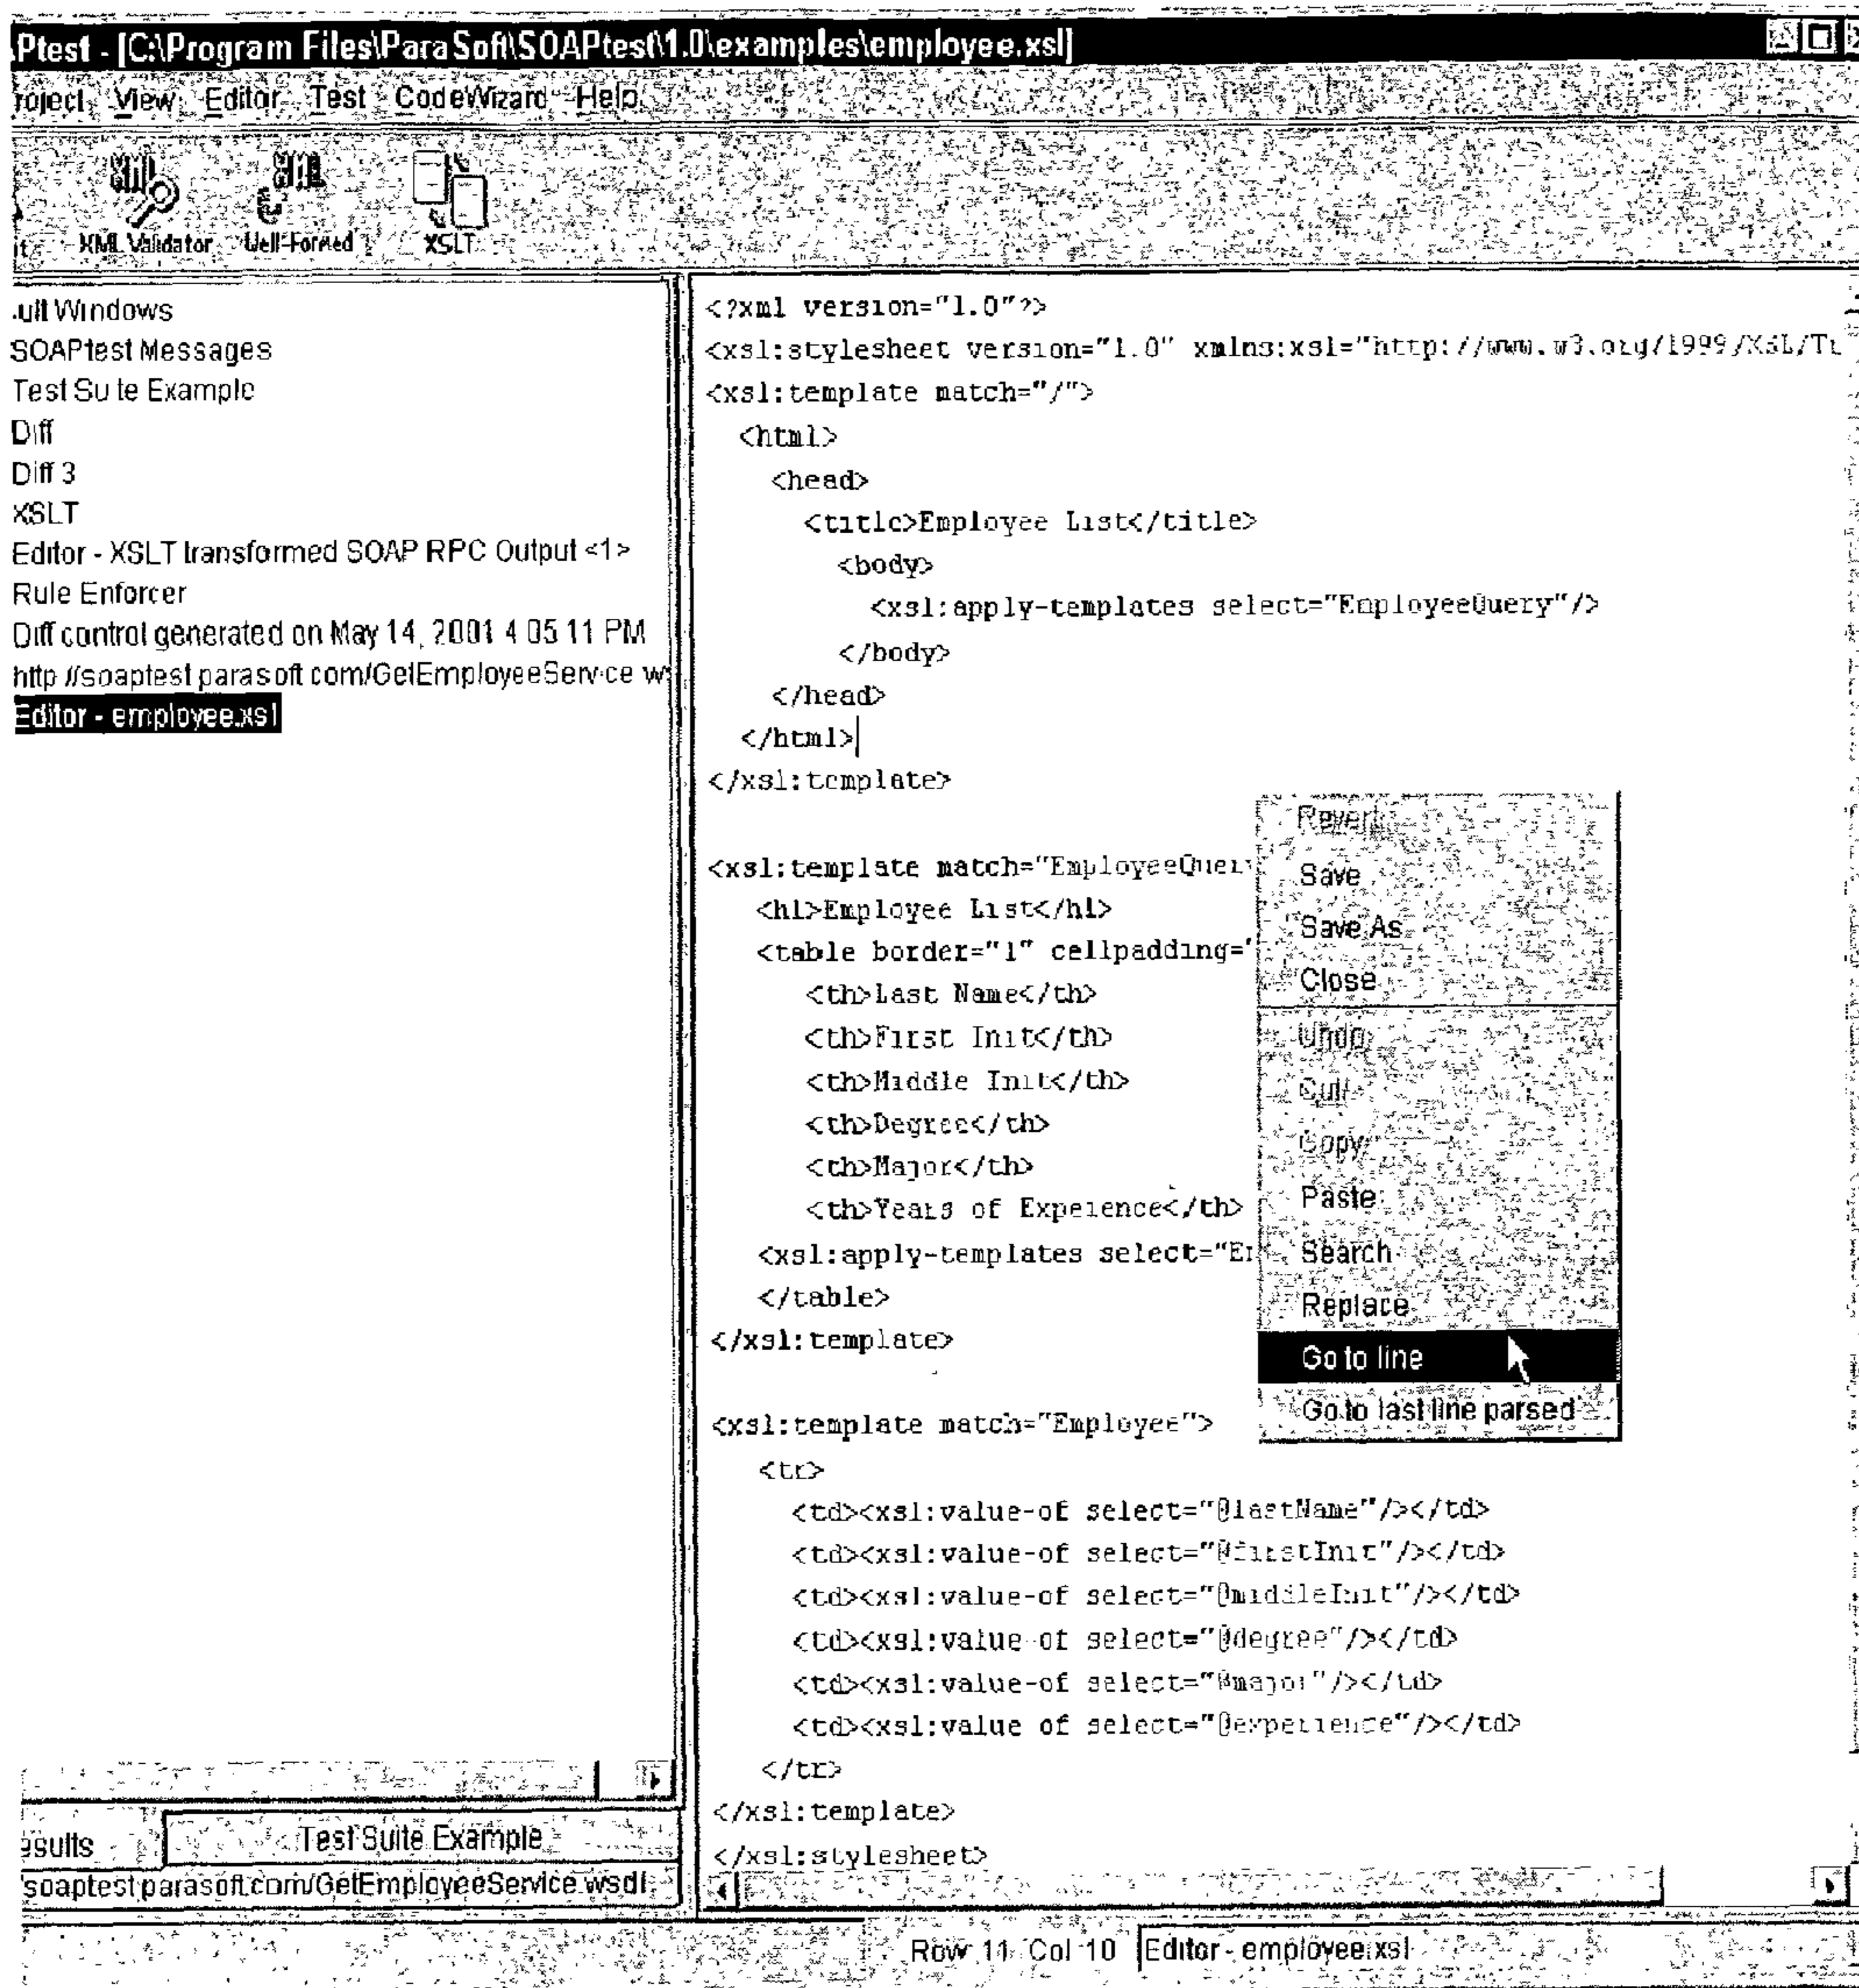 .Ptest - [C:\Program Files\ParaSoft\SOAPtest\1.0\examples\employee.xsl]
roject View Editor Test CodeWizard Help
it XML Validator Well-Formed XSLT
ult Windows
SOAPtest Messages
Test Suite Example
Diff
Diff 3
XSLT
Editor - XSLT transformed SOAP RPC Output <1>
Rule Enforcer
Diff control generated on May 14, 2001 4 05 11 PM
http //soaptest parasoft com/GetEmployeeService ws
Editor - employee.xsl
<?xml version="1.0"?>
<xsl:stylesheet version="1.0" xmlns:xsl="http://www.w3.org/1999/XSL/Tr
<xsl:template match="/">
<html>
<head>
<title>Employee List</title>
<body>
<xsl:apply-templates select="EmployeeQuery"/>
</body>
</head>
</html>
</xsl:template>
<xsl:template match="EmployeeQuery
<h1>Employee List</h1>
<table border="1" cellpadding="
<th>Last Name</th>
<th>First Init</th>
<th>Middle Init</th>
<th>Degree</th>
<th>Major</th>
<th>Years of Expeience</th>
<xsl:apply-templates select="Em
</table>
</xsl:template>
<xsl:template match="Employee">
<tr>
<td><xsl:value-of select="@lastName"/></td>
<td><xsl:value-of select="@firstInit"/></td>
<td><xsl:value-of select="@middleInit"/></td>
<td><xsl:value-of select="@degree"/></td>
<td><xsl:value-of select="@major"/></td>
<td><xsl:value-of select="@experience"/></td>
</tr>
</xsl:template>
</xsl:stylesheet>
Revert
Save
Save As
Close
Undo
Cut
Copy
Paste
Search
Replace
Go to line
Go to last line parsed
esults Test Suite Example
/soaptest parasoft.com/GetEmployeeService wsdl
Row 11 Col 10 Editor - employee.xsl